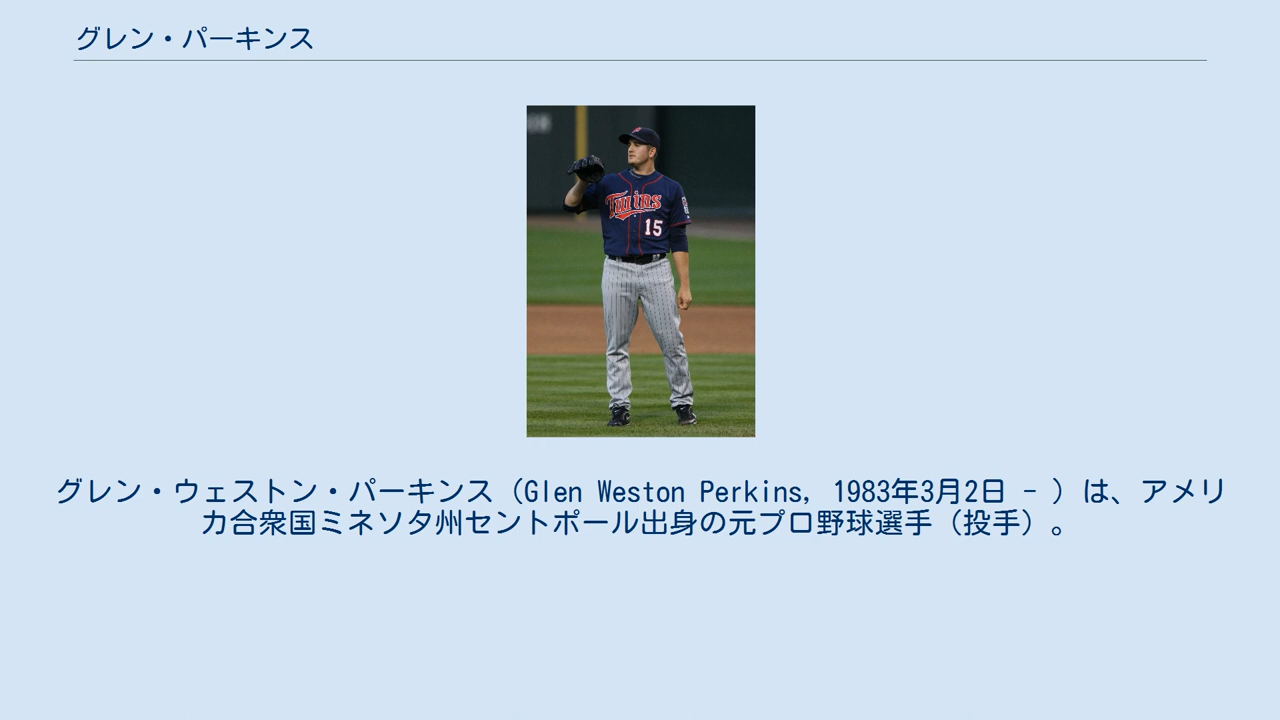 グレン・パーキンス
Twins
15
グレン・ウェストン・パーキンス（Glen Weston Perkins, 1983年3月2日 - ）は、アメリ
カ合衆国ミネソタ州セントポール出身の元プロ野球選手（投手）。